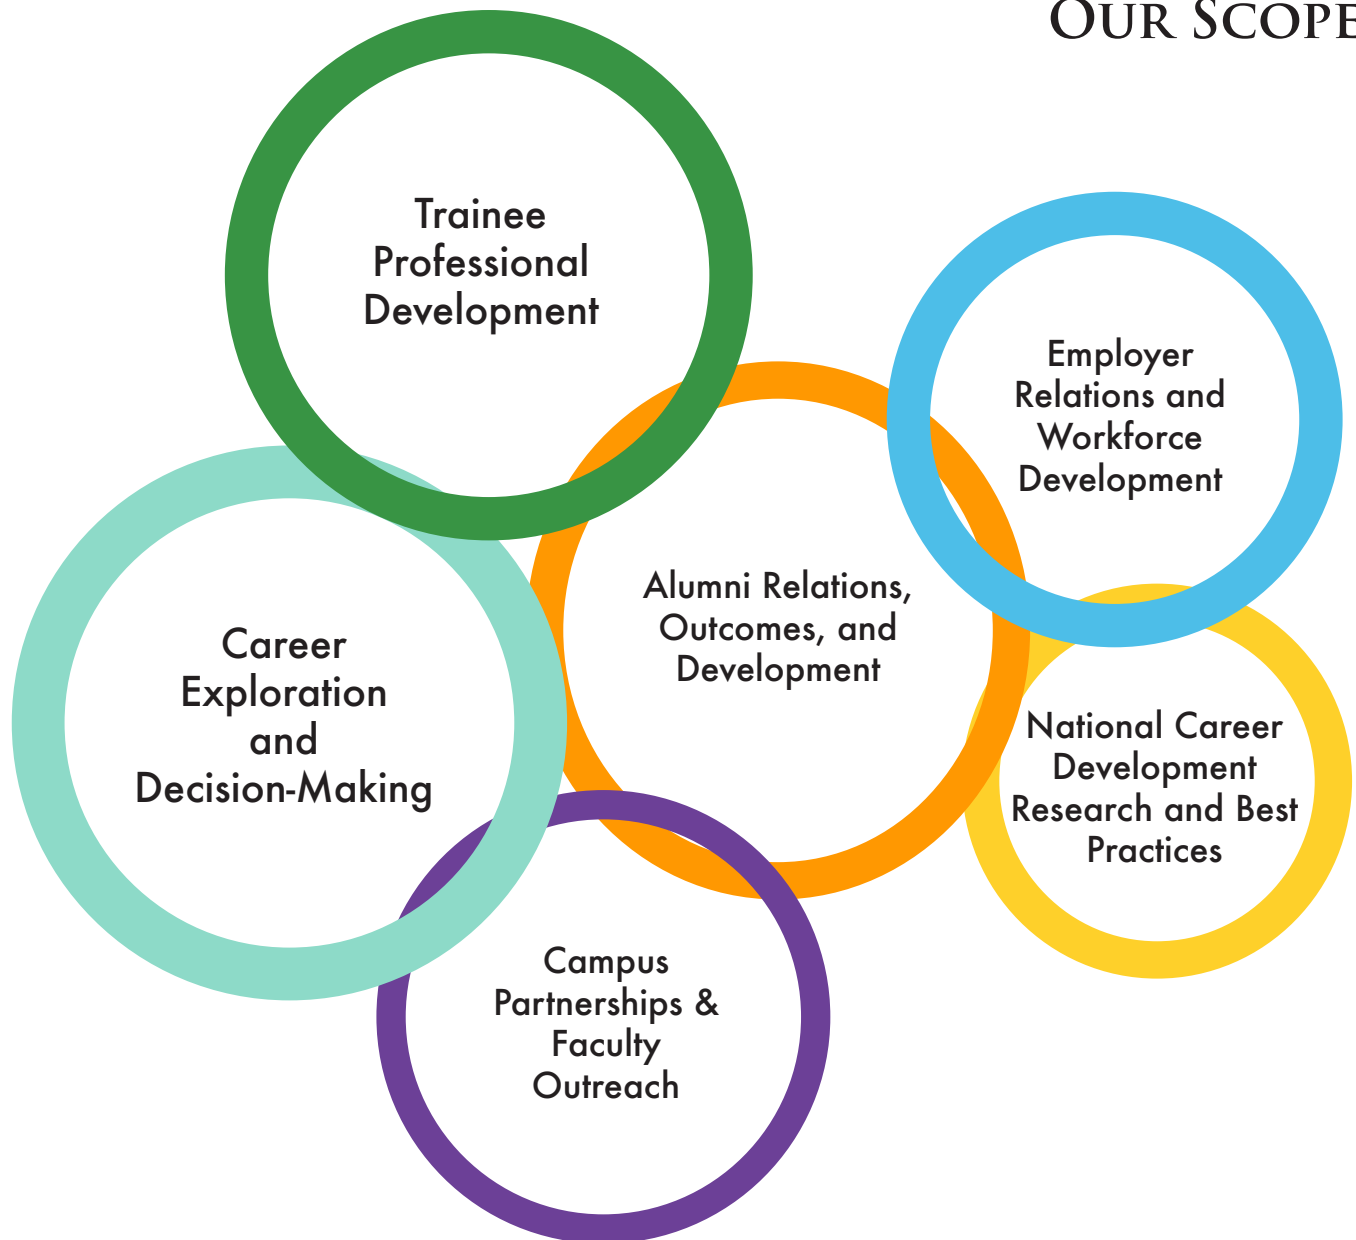 OUR SCOPE
Trainee
Professional
Development
Employer
Relations and
Workforce
Development
Alumni Relations,
Outcomes, and
Development
Career
Exploration
and
Decision-Making
National Career
Development
Research and Best
Practices
Campus
Partnerships &
Faculty
Outreach